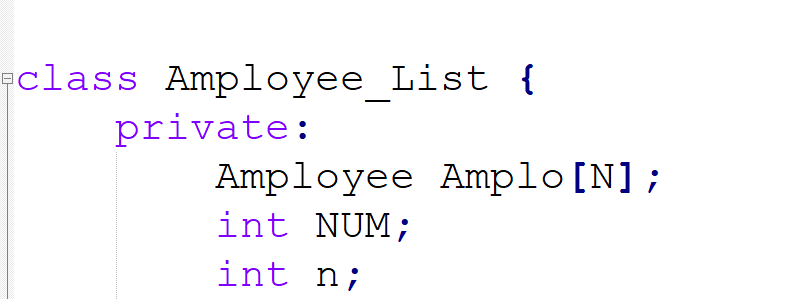 class Amployee_List {
private:
Amployee Amplo[N];
int NUM;
int n;